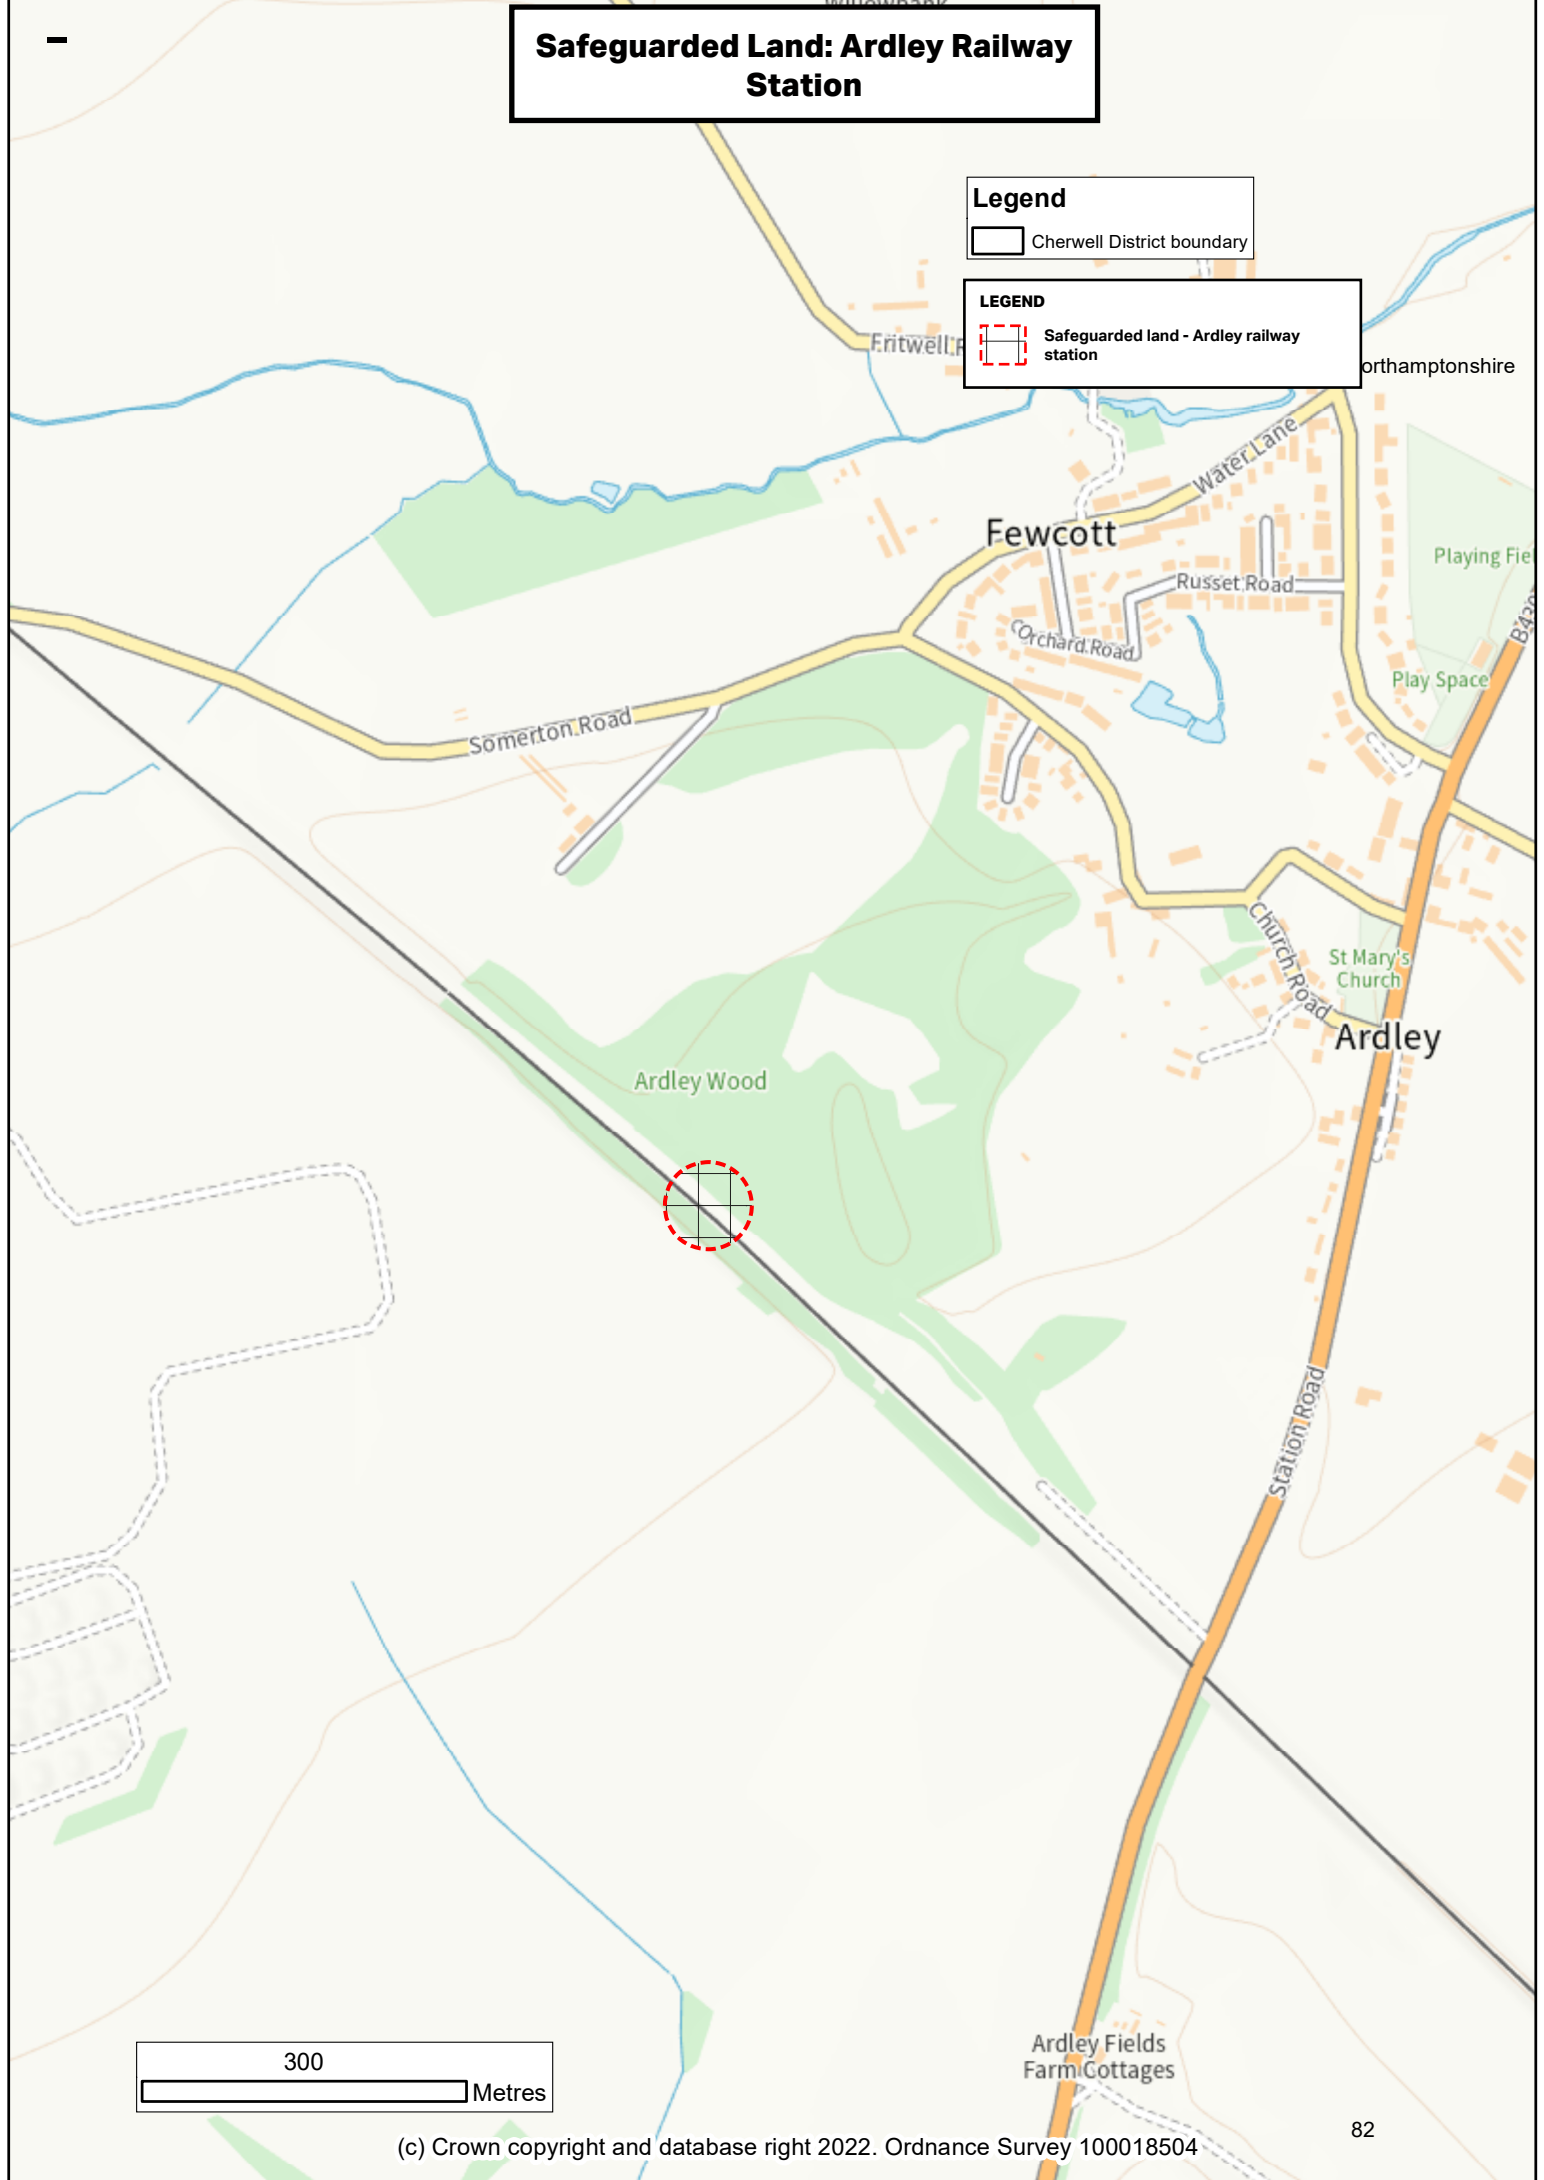 Safeguarded Land: Ardley Railway
Station
Legend
Cherwell District boundary
LEGEND
Safeguarded land - Ardley railway
station
orthamptonshire
Water Lane
Fewcott
Playing Fie
Russet Road
Orchard Road
Play Space
Somerton Road
Church Road
St Mary's
Church
Ardley
Ardley Wood
Station Road
Ardley Fields
Farm Cottages
300
Metres
82
(c) Crown copyright and database right 2022. Ordnance Survey 100018504